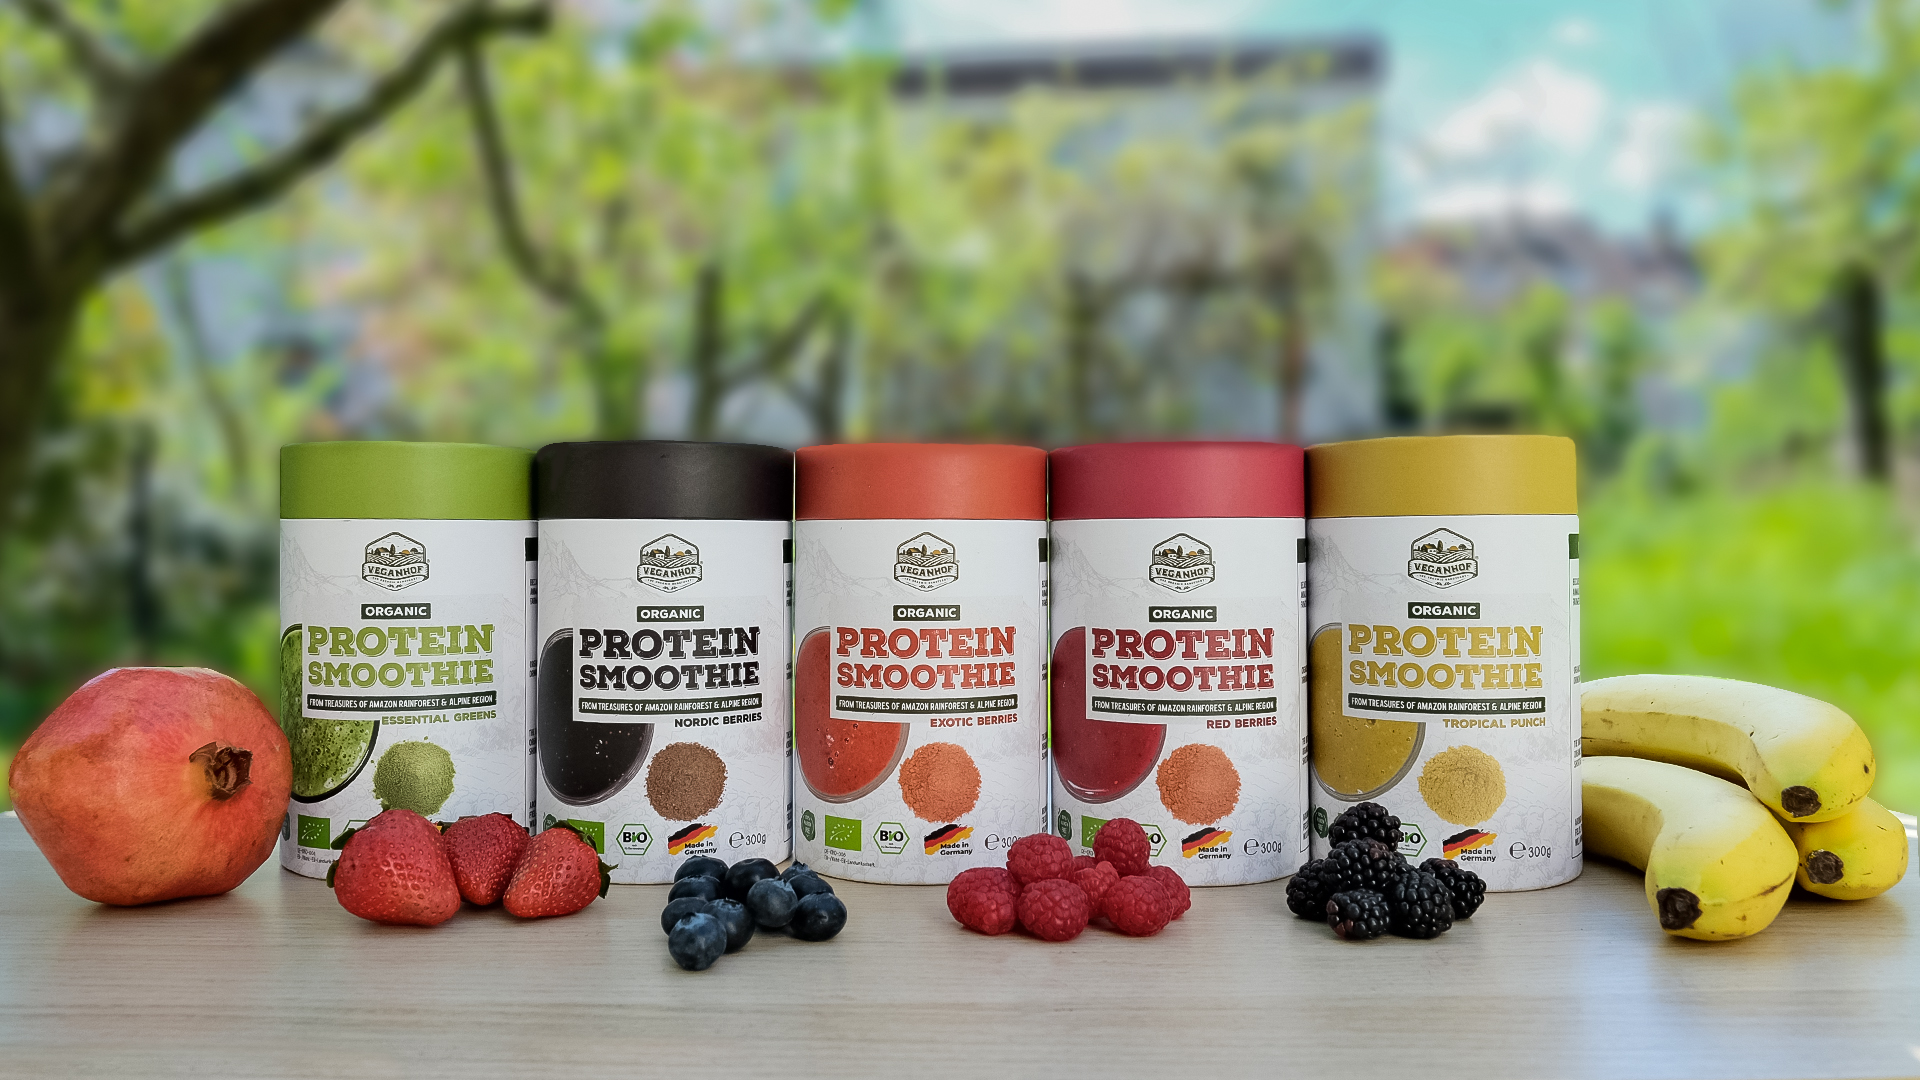 VEGANHOF
ORGANIC
PROTEIN
SMOOTHIE
FROM TREASURES OF AMAZON RAINFOREST & ALPINE REGION
ESSENTIAL GREENS
VEGANHOF
ORGANIC
PROTEIN
SMOOTHIE
FROM TREASURES OF AMAZON RAINFOREST & ALPINE REGION
NORDIC BERRIES
BIO
Made in
Germany
℮300g
VEGANHOF
ORGANIC
PROTEIN
SMOOTHIE
FROM TREASURES OF AMAZON RAINFOREST & ALPINE REGION
EXOTIC BERRIES
BIO
Made in
Germany
℮300
VEGANHOF
ORGANIC
PROTEIN
SMOOTHIE
FROM TREASURES OF AMAZON RAINFOREST & ALPINE REGION
RED BERRIES
Made in
Germany
℮300g
VEGANHOF
ORGANIC
PROTEIN
SMOOTHIE
FROM TREASURES OF AMAZON RAINFOREST & ALPINE REGION
TROPICAL PUNCH
Made in
Germany
℮300g